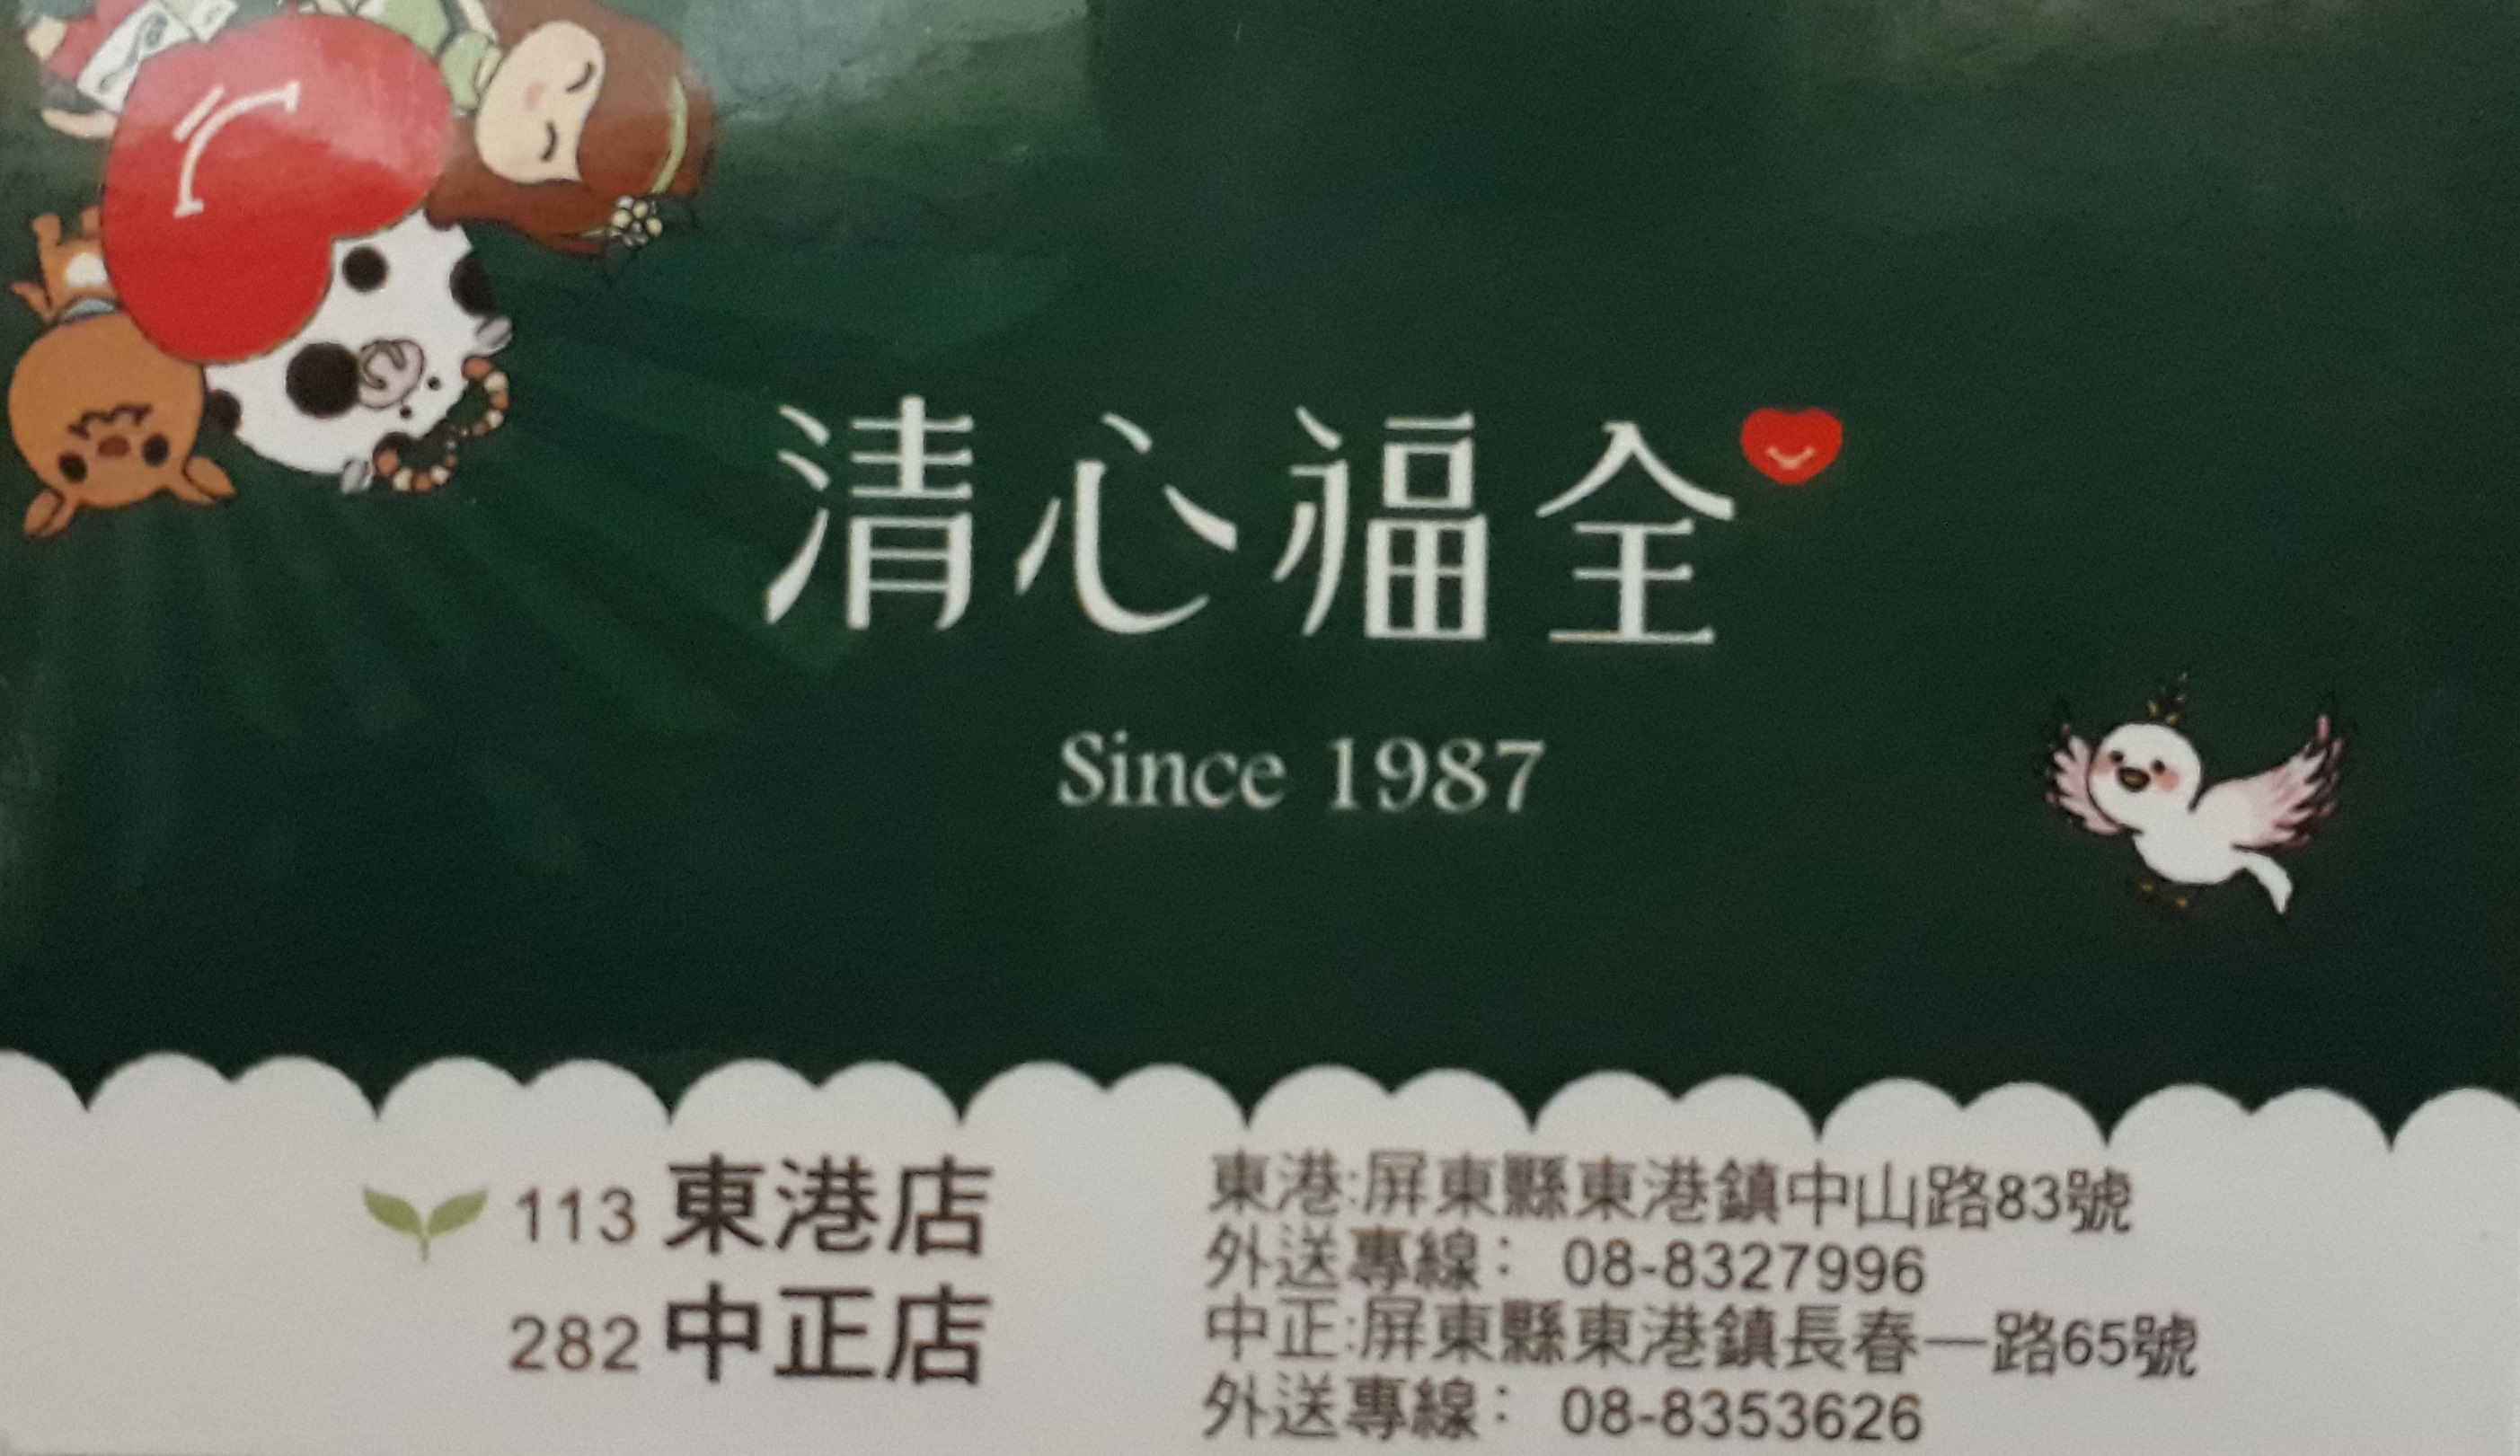 清心福全
Since 1987
113 東港店
282 中正店
東港:屏東縣東港鎮中山路83號
外送專線： 08-8327996
中正:屏東縣東港鎮長春一路65號
外送專線： 08-8353626